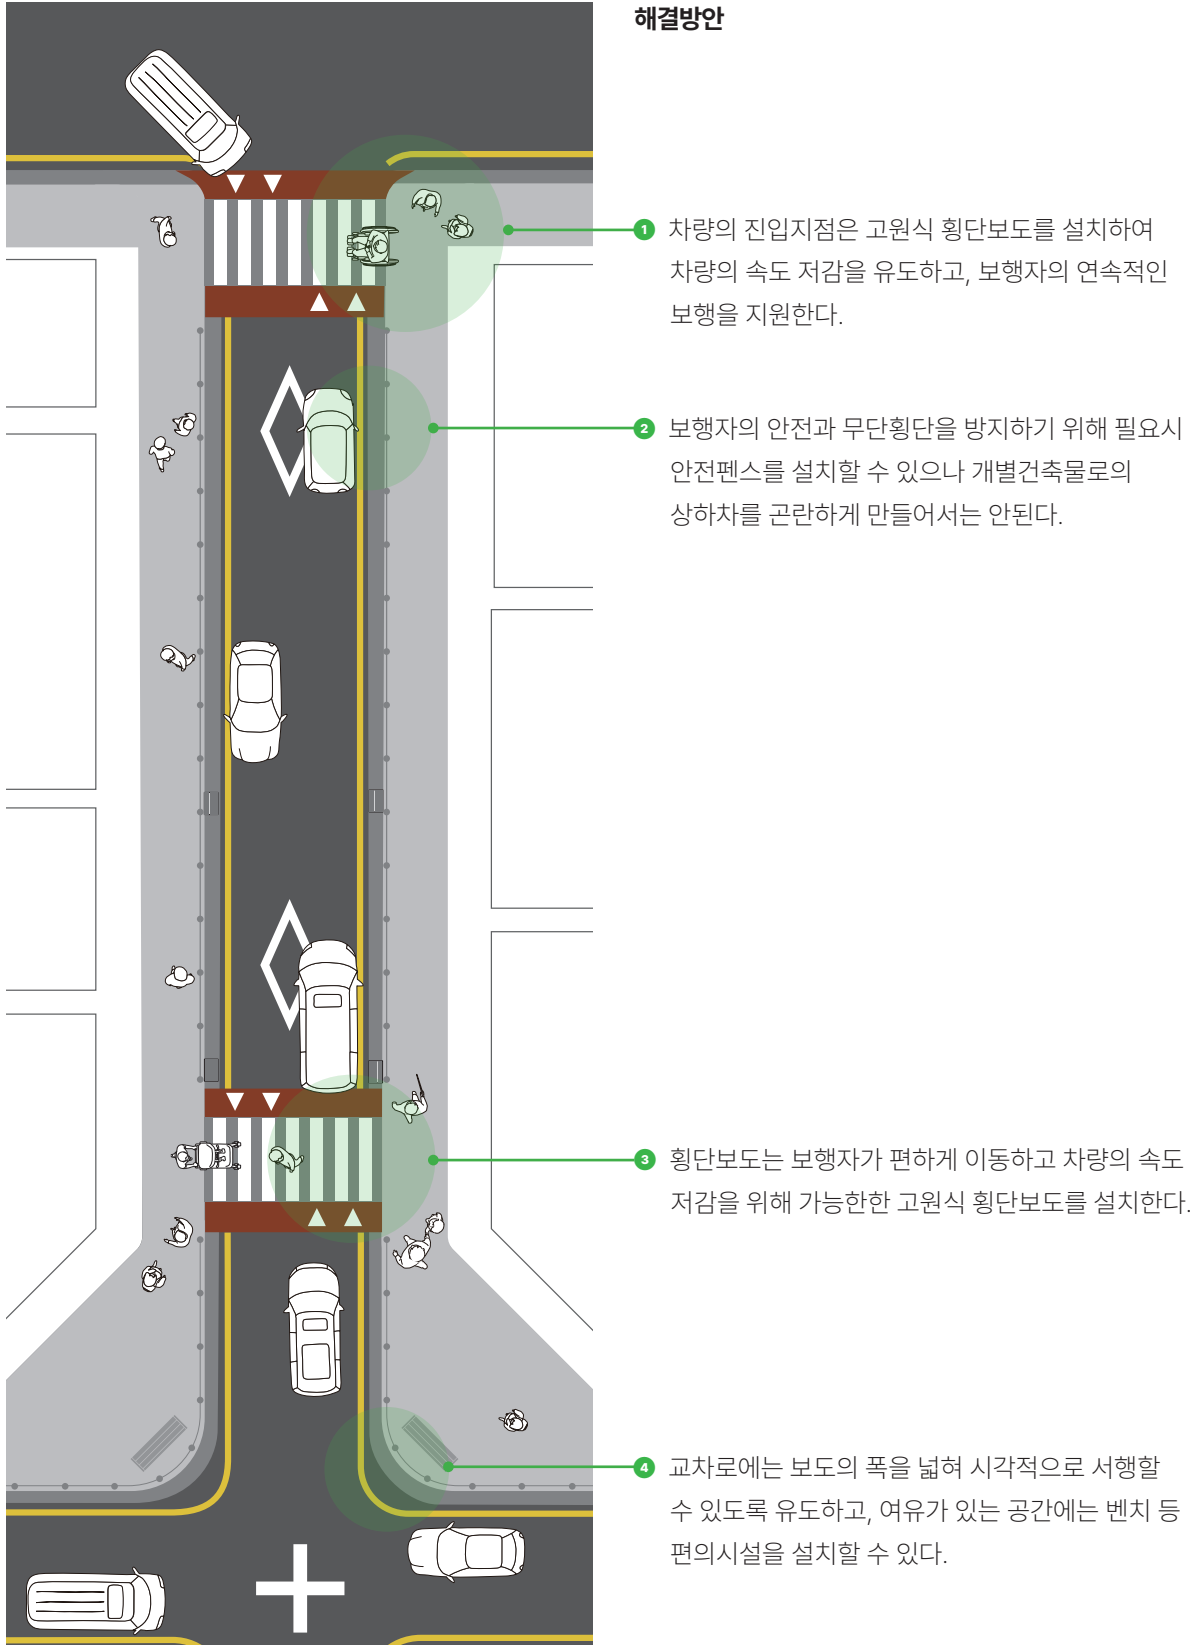 해결방안
1 차량의 진입지점은 고원식 횡단보도를 설치하여
차량의 속도 저감을 유도하고, 보행자의 연속적인
보행을 지원한다.
2 보행자의 안전과 무단횡단을 방지하기 위해 필요시
안전펜스를 설치할 수 있으나 개별건축물로의
상하차를 곤란하게 만들어서는 안된다.
3 횡단보도는 보행자가 편하게 이동하고 차량의 속도
저감을 위해 가능한한 고원식 횡단보도를 설치한다.
4 교차로에는 보도의 폭을 넓혀 시각적으로 서행할
수 있도록 유도하고, 여유가 있는 공간에는 벤치 등
편의시설을 설치할 수 있다.